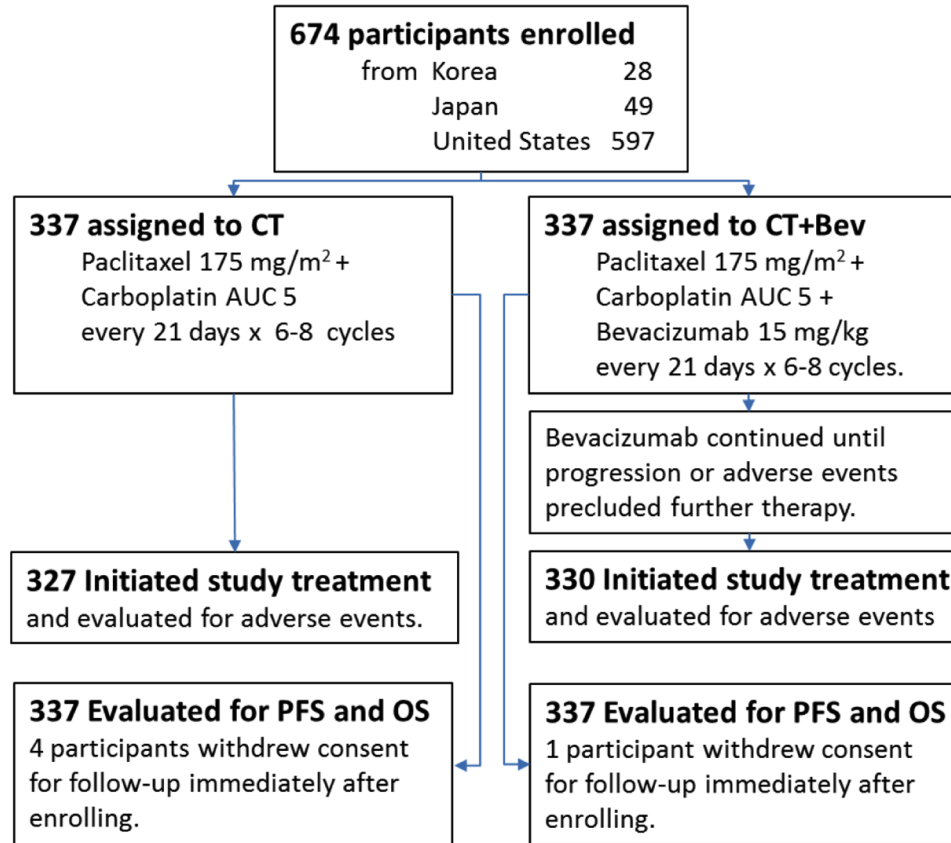 674 participants enrolled
from Korea 28
Japan 49
United States 597
337 assigned to CT
Paclitaxel 175 mg/m² +
Carboplatin AUC 5
every 21 days x 6-8 cycles
337 assigned to CT+Bev
Paclitaxel 175 mg/m² +
Carboplatin AUC 5 +
Bevacizumab 15 mg/kg
every 21 days x 6-8 cycles.
Bevacizumab continued until
progression or adverse events
precluded further therapy.
327 Initiated study treatment
and evaluated for adverse events.
330 Initiated study treatment
and evaluated for adverse events
337 Evaluated for PFS and OS
4 participants withdrew consent
for follow-up immediately after
enrolling.
337 Evaluated for PFS and OS
1 participant withdrew consent
for follow-up immediately after
enrolling.